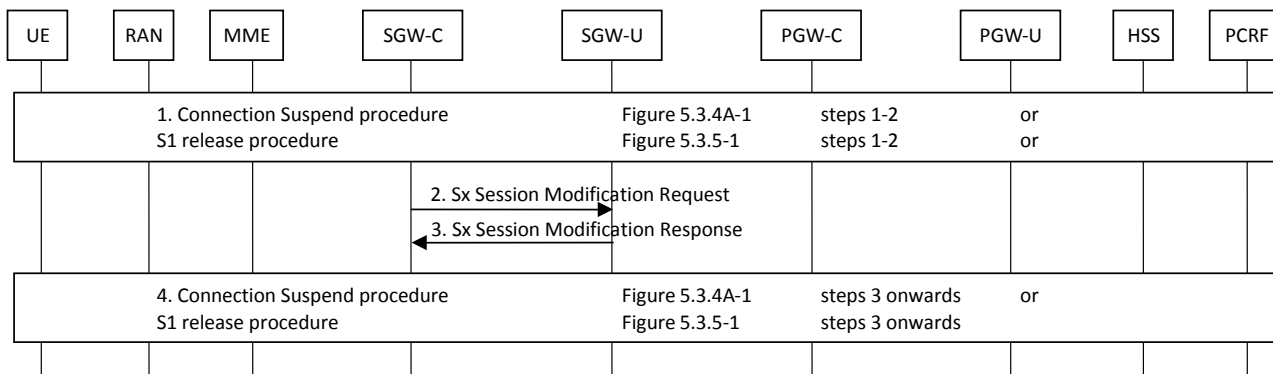 UE RAN MME SGW-C SGW-U PGW-C PGW-U HSS PCRF
1. Connection Suspend procedure Figure 5.3.4A-1 steps 1-2 or
S1 release procedure Figure 5.3.5-1 steps 1-2 or
2. Sx Session Modification Request
3. Sx Session Modification Response
4. Connection Suspend procedure Figure 5.3.4A-1 steps 3 onwards or
S1 release procedure Figure 5.3.5-1 steps 3 onwards